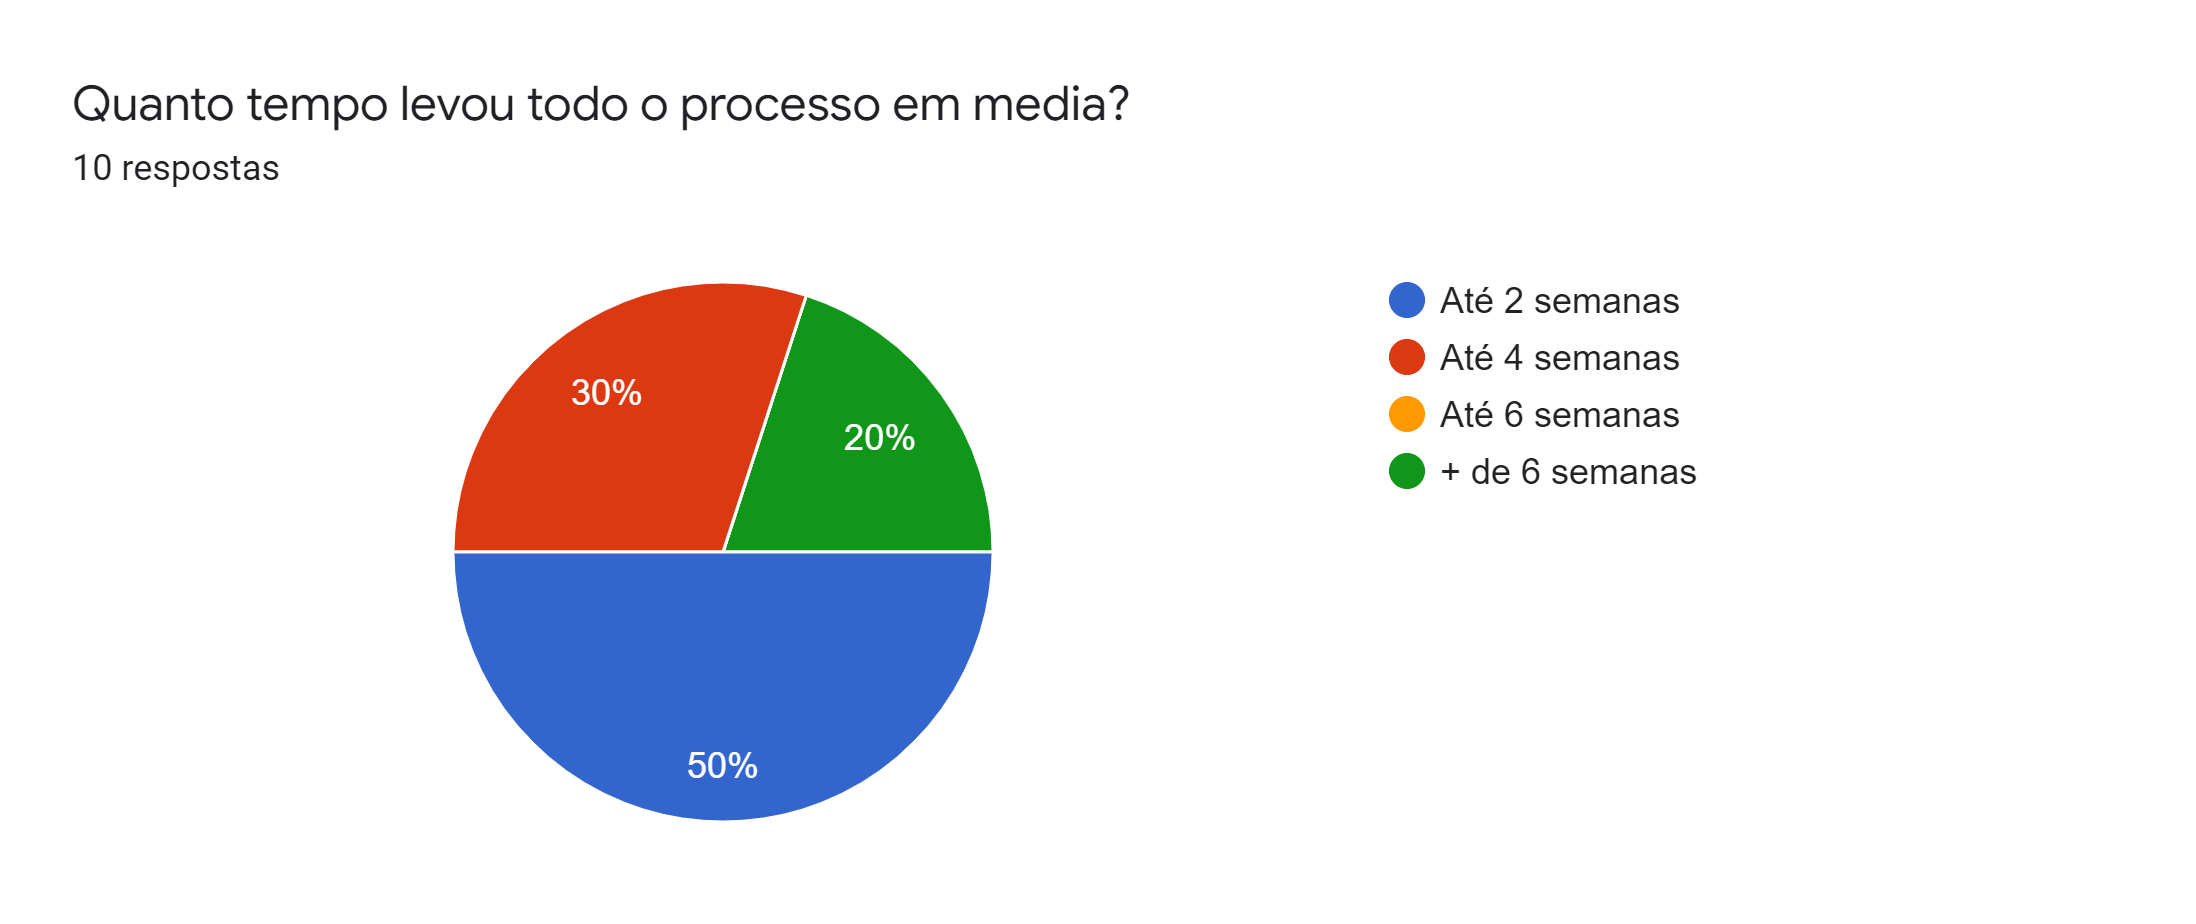 Quanto tempo levou todo o processo em media?
10 respostas
30%
20%
50%
Até 2 semanas
Até 4 semanas
Até 6 semanas
+ de 6 semanas